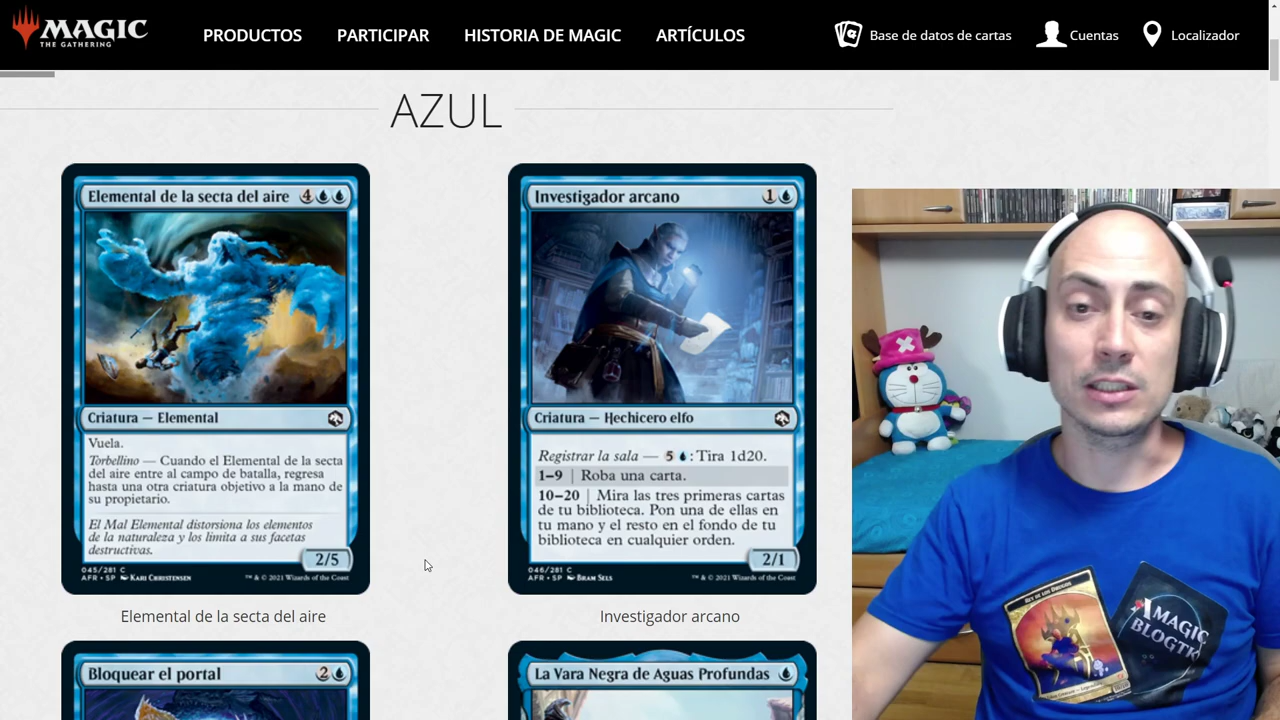 MAGIC
THE GATHERING
PRODUCTOS
PARTICIPAR
HISTORIA DE MAGIC
ARTÍCULOS
Base de datos de cartas
Cuentas
Localizador
AZUL
Elemental de la secta del aire 4
Criatura — Elemental
Vuela.
Torbellino — Cuando el Elemental de la secta
del aire entre al campo de batalla, regresa
hasta una otra criatura objetivo a la mano de
su propietario.
El Mal Elemental distorsiona los elementos
de la naturaleza y los limita a sus facetas
destructivas.
2/5
045/281 C
AFR • SP KARI CHRISTENSEN
™ & © 2021 Wizards of the Coast
Elemental de la secta del aire
Investigador arcano 1
Criatura — Hechicero elfo
Registrar la sala — 5 : Tira 1d20.
1–9 | Roba una carta.
10–20 | Mira las tres primeras cartas
de tu biblioteca. Pon una de ellas en
tu mano y el resto en el fondo de tu
biblioteca en cualquier orden.
2/1
046/281 C
AFR • SP BRAM SELS
™ & © 2021 Wizards of the Coast
Investigador arcano
Bloquear el portal 2
La Vara Negra de Aguas Profundas
REY DE LOS DRAGOS
AMAGIC
BLOGTK